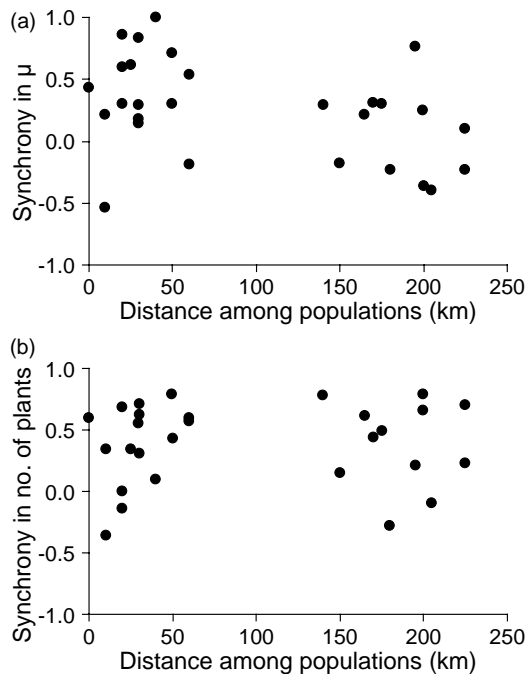 (a)
1.0
0.5
0.0
-0.5
-1.0
Synchrony in µ
0 50 100 150 200 250
Distance among populations (km)
(b)
1.0
0.5
0.0
-0.5
-1.0
Synchrony in no. of plants
0 50 100 150 200 250
Distance among populations (km)